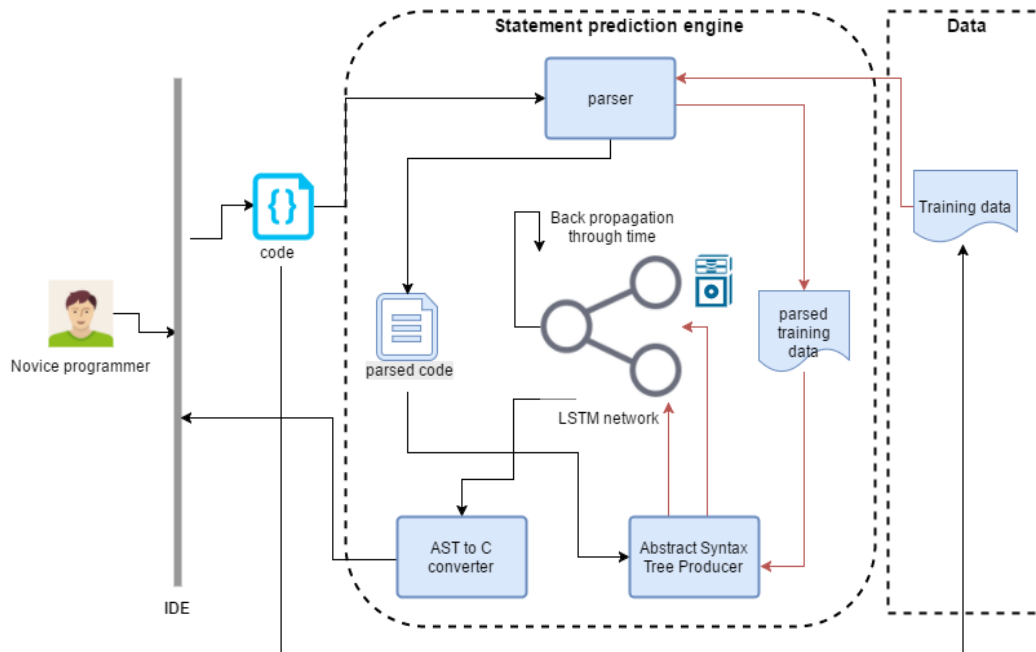 Statement prediction engine
Data
parser
{}
code
Training data
Back propagation
through time
Novice programmer
parsed code
parsed
training
data
LSTM network
AST to C
converter
Abstract Syntax
Tree Producer
IDE